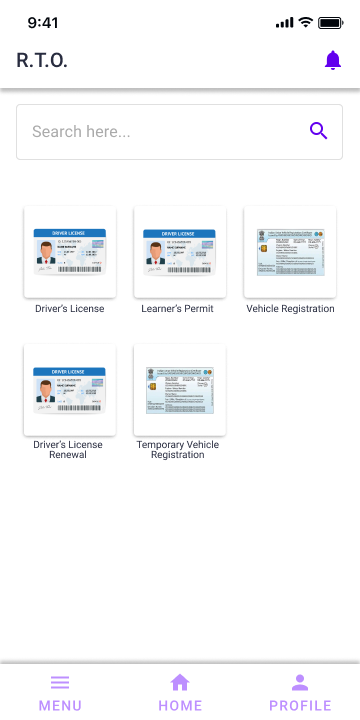 9:41
R.T.O.
Search here...
DRIVER LICENSE
DRIVER LICENSE
Driver's License
Learner's Permit
Vehicle Registration
DRIVER LICENSE
Driver's License
Renewal
Temporary Vehicle
Registration
MENU
HOME
PROFILE